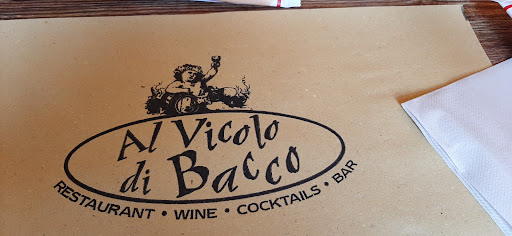 Al Vicolo
di Bacco
RESTAURANT • WINE • COCKTAILS • BAR